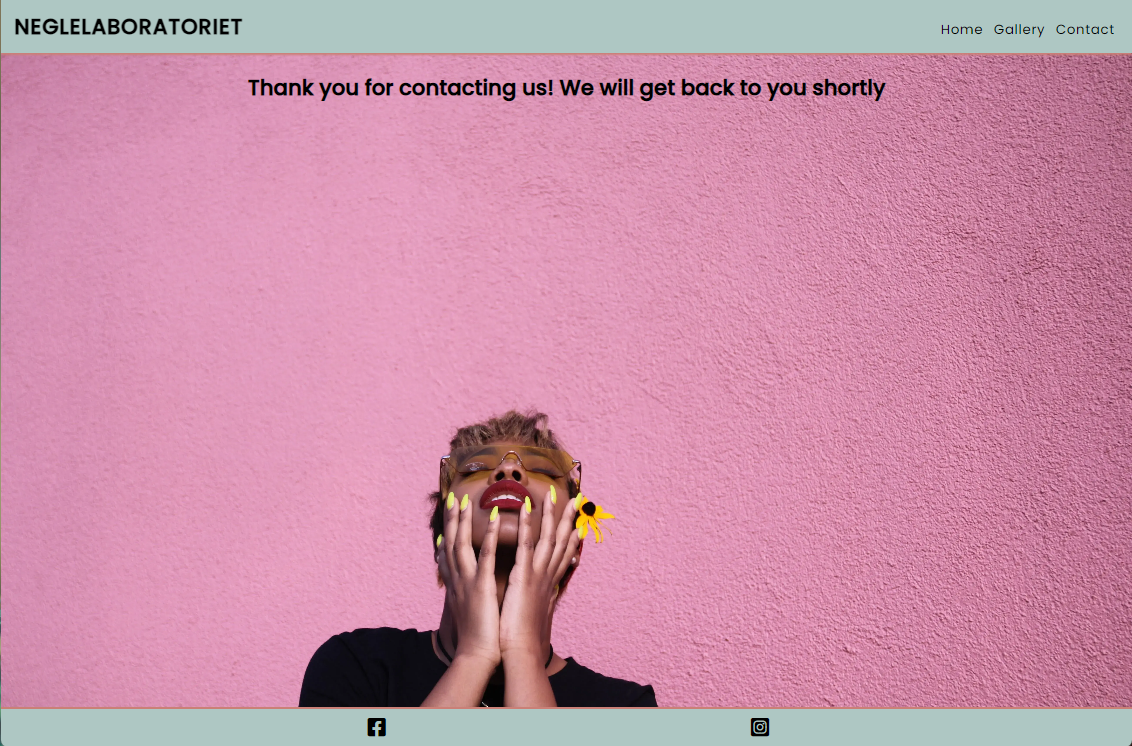 NEGLELABORATORIET
Home Gallery Contact
Thank you for contacting us! We will get back to you shortly